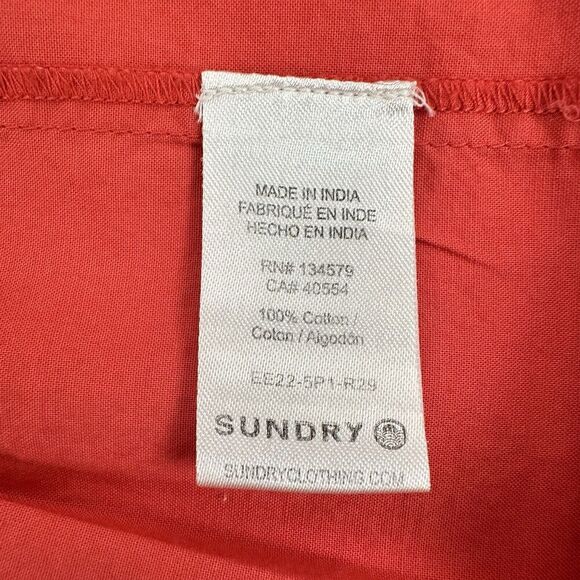 MADE IN INDIA
FABRIQUÉ EN INDE
HECHO EN INDIA
RN# 134579
CA# 40554
100% Cotton /
Coton / Algodón
EE22-5P1-R29
SUNDRY
SUNDRYCLOTHING.COM